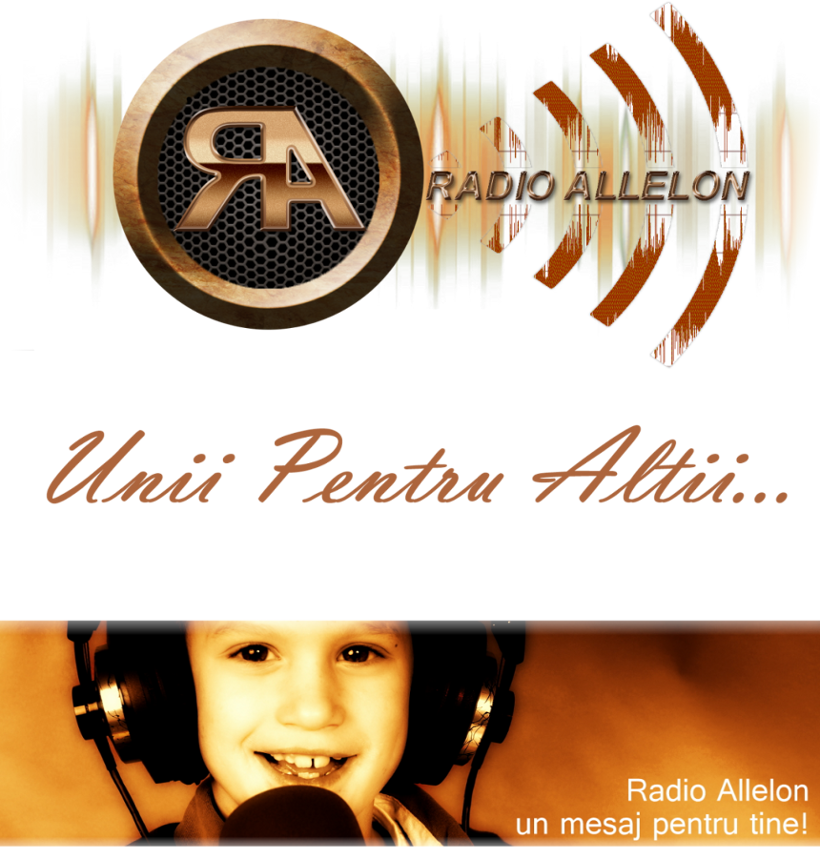 RA
RADIO ALLELON
Unii Pentru Altii...
Radio Allelon
un mesaj pentru tine!